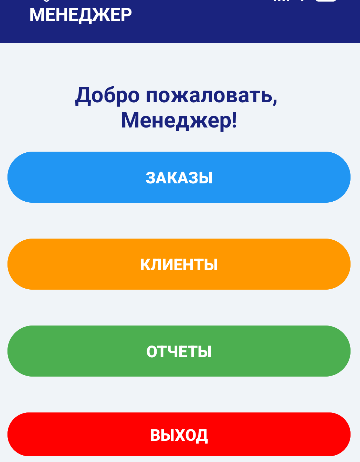 МЕНЕДЖЕР
Добро пожаловать,
Менеджер!
ЗАКАЗЫ
КЛИЕНТЫ
ОТЧЕТЫ
ВЫХОД